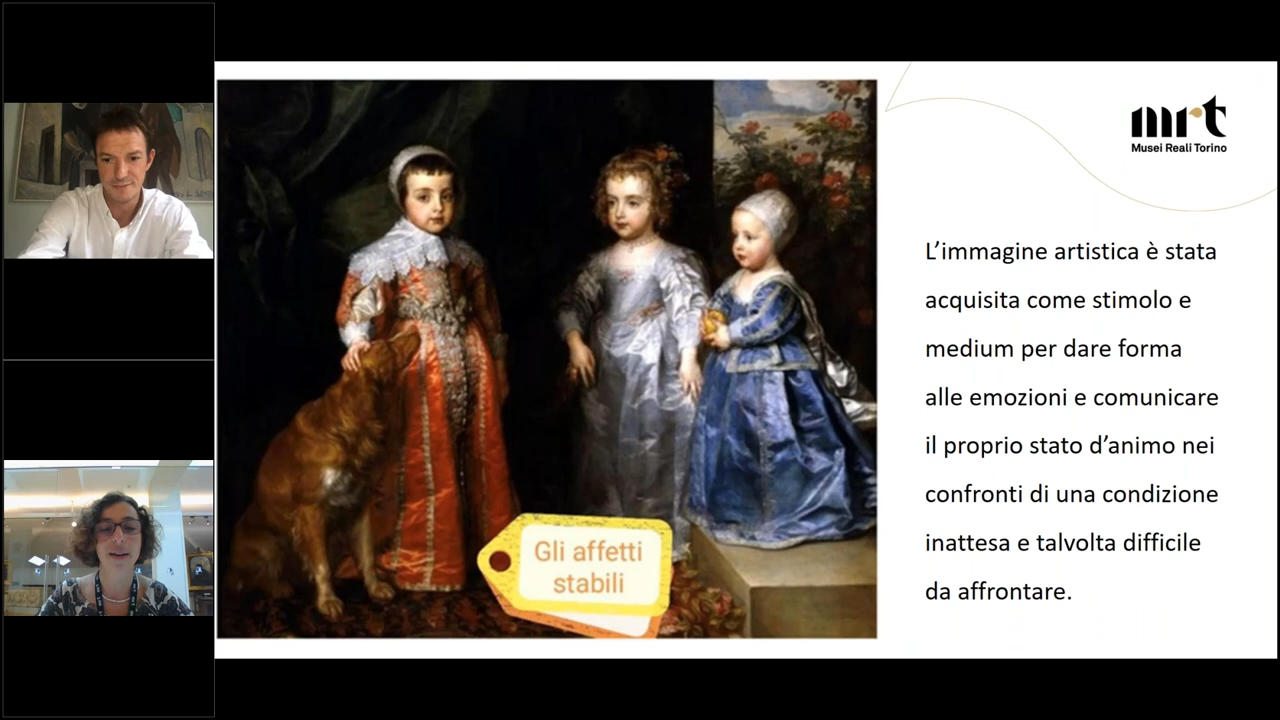 mrt
Musei Reali Torino
L’immagine artistica è stata
acquisita come stimolo e
medium per dare forma
alle emozioni e comunicare
il proprio stato d’animo nei
confronti di una condizione
inattesa e talvolta difficile
da affrontare.
Gli affetti
stabili